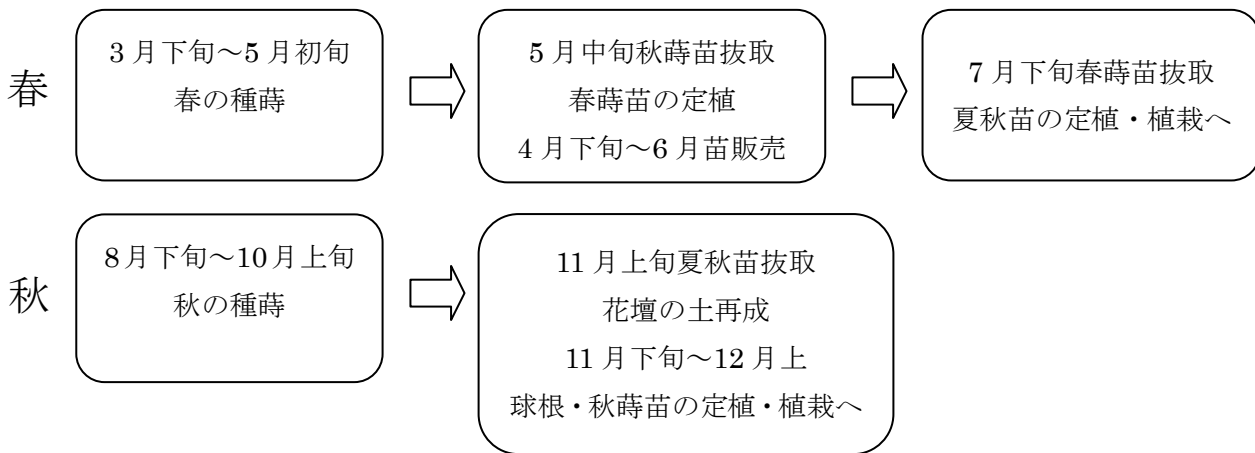 春
3月下旬～5月初旬
春の種蒔
5月中旬秋蒔苗抜取
春蒔苗の定植
4月下旬～6月苗販売
7月下旬春蒔苗抜取
夏秋苗の定植・植栽へ
秋
8月下旬～10月上旬
秋の種蒔
11月上旬夏秋苗抜取
花壇の土再成
11月下旬～12月上
球根・秋蒔苗の定植・植栽へ